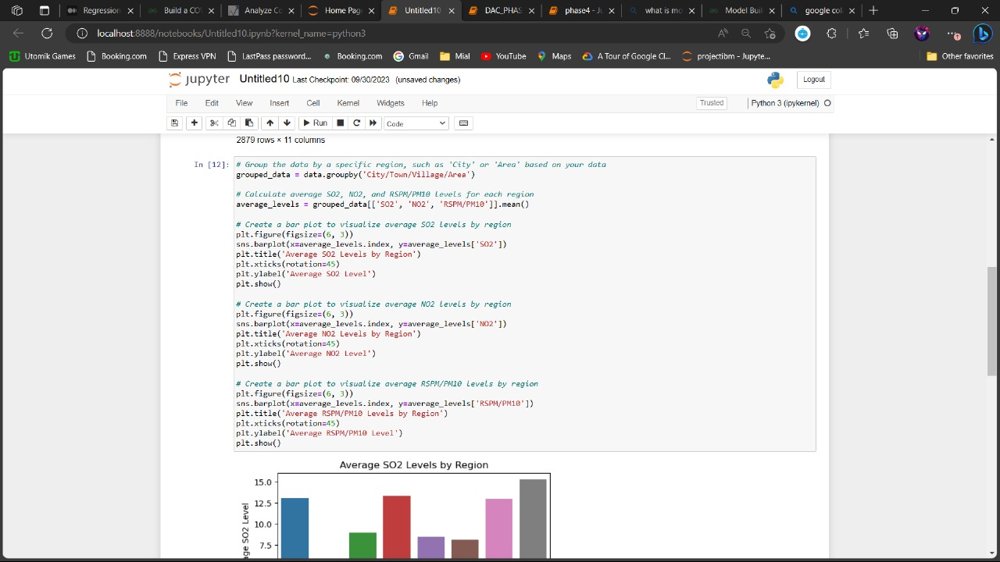 Regression
Build a CO
Analyze Co
Home Pag
Untitled10
DAC_PHAS
phase4 - Ju
what is mo
Model Buil
google col
localhost:8888/notebooks/Untitled10.ipynb?kernel_name=python3
Utomik Games
Booking.com
Express VPN
LastPass password...
Booking.com
Gmail
Mial
YouTube
Maps
A Tour of Google Cl...
projectibm - Jupyte...
Other favorites
jupyter Untitled10 Last Checkpoint: 09/30/2023 (unsaved changes)
Logout
File Edit View Insert Cell Kernel Widgets Help
Trusted
Python 3 (ipykernel)
Run
Code
2879 rows × 11 columns
In [12]:
# Group the data by a specific region, such as 'City' or 'Area' based on your data
grouped_data = data.groupby('City/Town/Village/Area')
# Calculate average SO2, NO2, and RSPM/PM10 levels for each region
average_levels = grouped_data[['SO2', 'NO2', 'RSPM/PM10']].mean()
# Create a bar plot to visualize average SO2 levels by region
plt.figure(figsize=(6, 3))
sns.barplot(x=average_levels.index, y=average_levels['SO2'])
plt.title('Average SO2 Levels by Region')
plt.xticks(rotation=45)
plt.ylabel('Average SO2 Level')
plt.show()
# Create a bar plot to visualize average NO2 levels by region
plt.figure(figsize=(6, 3))
sns.barplot(x=average_levels.index, y=average_levels['NO2'])
plt.title('Average NO2 Levels by Region')
plt.xticks(rotation=45)
plt.ylabel('Average NO2 Level')
plt.show()
# Create a bar plot to visualize average RSPM/PM10 levels by region
plt.figure(figsize=(6, 3))
sns.barplot(x=average_levels.index, y=average_levels['RSPM/PM10'])
plt.title('Average RSPM/PM10 Levels by Region')
plt.xticks(rotation=45)
plt.ylabel('Average RSPM/PM10 Level')
plt.show()
Average SO2 Levels by Region
15.0
12.5
10.0
7.5
SO2 Level